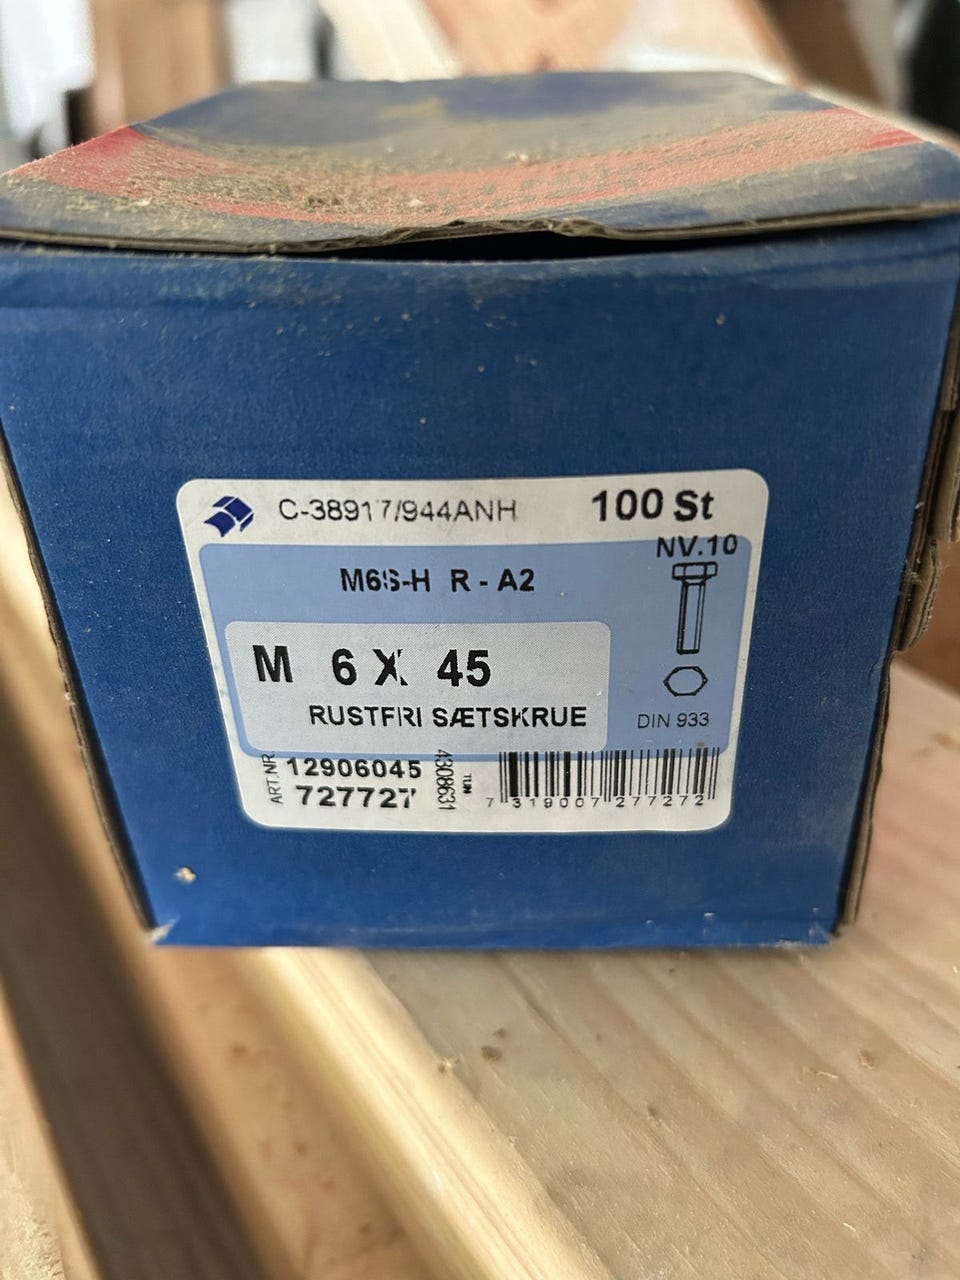 C-38917/944ANH
100 St
NV.10
M6S-H R - A2
M 6 X 45
RUSTFRI SÆTSKRUE
DIN 933
ART.NR.
12906045
727727
4308631
TUN
7 319007 277272